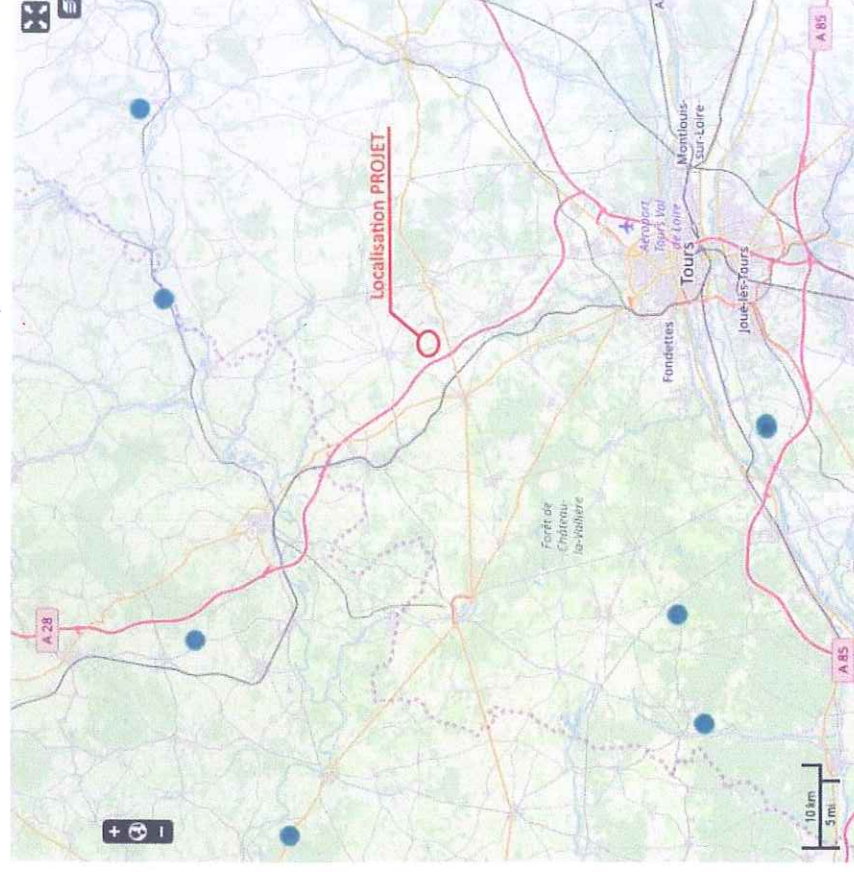 A 28
A 85
Localisation PROJET
Aéroport
Tours Val
de Loire
Montlouis-
sur-Loire
Tours
Fondettes
Joué-lès-Tours
Forêt de
Château-
la-Vallière
A 85
10 km
5 mi
+
−